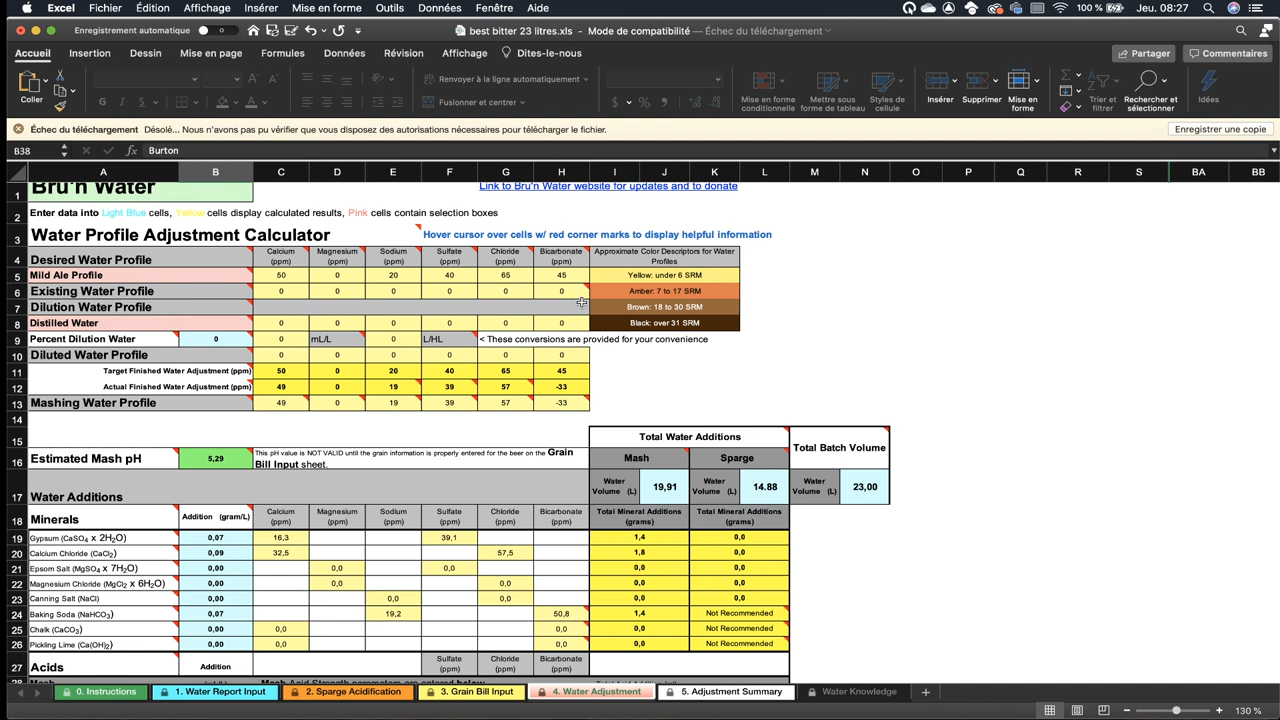 Excel Fichier Édition Affichage Insérer Mise en forme Outils Données Fenêtre Aide 100 % Jeu. 08:27
Enregistrement automatique best bitter 23 litres.xls - Mode de compatibilité — Échec du téléchargement
Accueil Insertion Dessin Mise en page Formules Données Révision Affichage Dites-le-nous Partager Commentaires
Coller G I S Renvoyer à la ligne automatiquement Fusionner et centrer $ % Mise en forme conditionnelle Mettre sous forme de tableau Styles de cellule Insérer Supprimer Mise en forme Trier et filtrer Rechercher et sélectionner Idées
Échec du téléchargement Désolé... Nous n'avons pas pu vérifier que vous disposez des autorisations nécessaires pour télécharger le fichier. Enregistrer une copie
B38 fx Burton
A B C D E F G H I J K L M N O P Q R S BA BB
1 Bru'n Water Link to Bru'n Water website for updates and to donate
2 Enter data into Light Blue cells, Yellow cells display calculated results, Pink cells contain selection boxes
3 Water Profile Adjustment Calculator Hover cursor over cells w/ red corner marks to display helpful information
4 Desired Water Profile Calcium (ppm) Magnesium (ppm) Sodium (ppm) Sulfate (ppm) Chloride (ppm) Bicarbonate (ppm) Approximate Color Descriptors for Water Profiles
5 Mild Ale Profile 50 0 20 40 65 45 Yellow: under 6 SRM
6 Existing Water Profile 0 0 0 0 0 0 Amber: 7 to 17 SRM
7 Dilution Water Profile Brown: 18 to 30 SRM
8 Distilled Water 0 0 0 0 0 0 Black: over 31 SRM
9 Percent Dilution Water 0 0 mL/L 0 L/HL < These conversions are provided for your convenience
10 Diluted Water Profile 0 0 0 0 0 0
11 Target Finished Water Adjustment (ppm) 50 0 20 40 65 45
12 Actual Finished Water Adjustment (ppm) 49 0 19 39 57 -33
13 Mashing Water Profile 49 0 19 39 57 -33
14
15 Total Water Additions Total Batch Volume
16 Estimated Mash pH 5,29 This pH value is NOT VALID until the grain information is properly entered for the beer on the Grain Bill Input sheet. Mash Sparge
17 Water Additions Water Volume (L) 19,91 Water Volume (L) 14.88 Water Volume (L) 23,00
18 Minerals Addition (gram/L) Calcium (ppm) Magnesium (ppm) Sodium (ppm) Sulfate (ppm) Chloride (ppm) Bicarbonate (ppm) Total Mineral Additions (grams) Total Mineral Additions (grams)
19 Gypsum (CaSO4 x 2H2O) 0,07 16,3 39,1 1,4 0,0
20 Calcium Chloride (CaCl2) 0,09 32,5 57,5 1,8 0,0
21 Epsom Salt (MgSO4 x 7H2O) 0,00 0,0 0,0 0,0 0,0
22 Magnesium Chloride (MgCl2 x 6H2O) 0,00 0,0 0,0 0,0 0,0
23 Canning Salt (NaCl) 0,00 0,0 0,0 0,0 0,0
24 Baking Soda (NaHCO3) 0,07 19,2 50,8 1,4 Not Recommended
25 Chalk (CaCO3) 0,00 0,0 0,0 0,0 Not Recommended
26 Pickling Lime (Ca(OH)2) 0,00 0,0 0,0 0,0 Not Recommended
27 Acids Addition Sulfate (ppm) Chloride (ppm) Bicarbonate (ppm)
0. Instructions 1. Water Report Input 2. Sparge Acidification 3. Grain Bill Input 4. Water Adjustment 5. Adjustment Summary Water Knowledge +
130 %